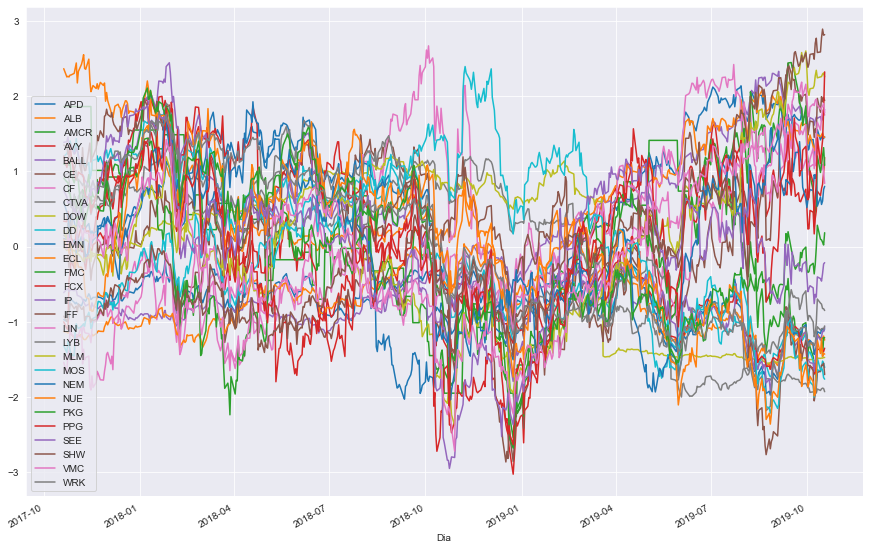 3
2
1
0
−1
−2
−3
APD
ALB
AMCR
AVY
BALL
CE
CF
CTVA
DOW
DD
EMN
ECL
FMC
FCX
IP
IFF
LIN
LYB
MLM
MOS
NEM
NUE
PKG
PPG
SEE
SHW
VMC
WRK
2017-10
2018-01
2018-04
2018-07
2018-10
2019-01
2019-04
2019-07
2019-10
Dia